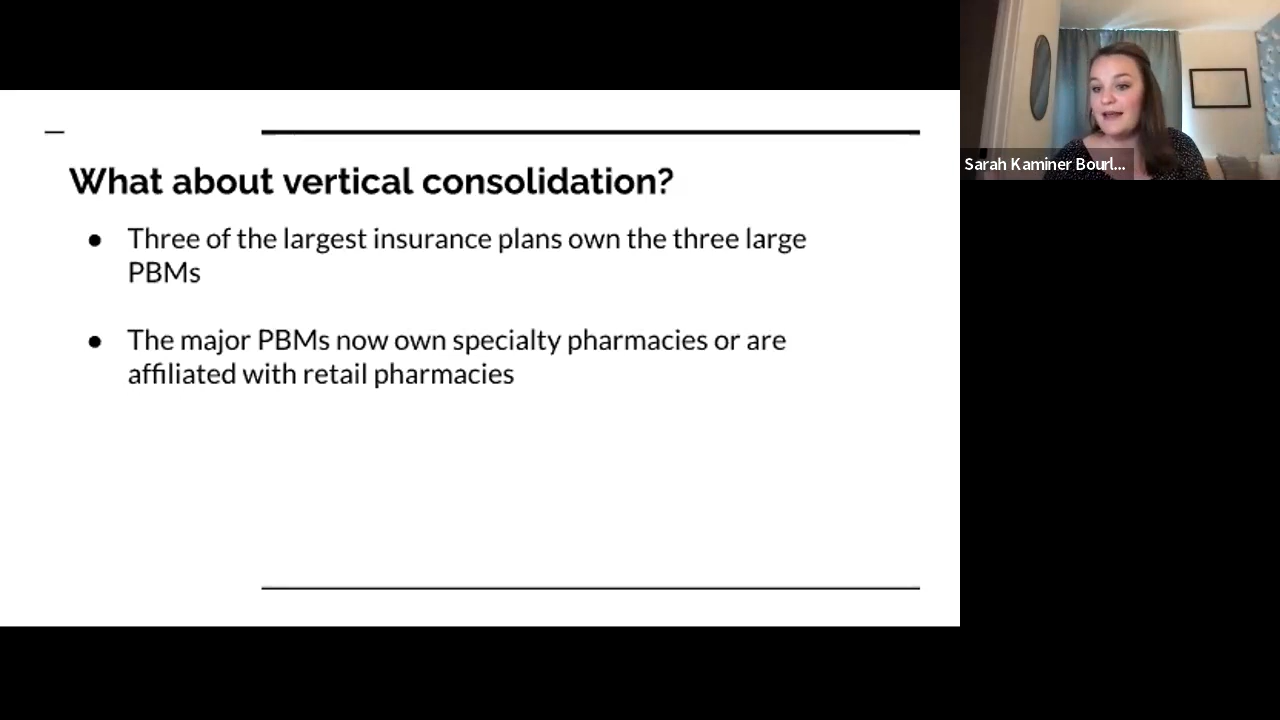 What about vertical consolidation?
● Three of the largest insurance plans own the three large
PBMs
● The major PBMs now own specialty pharmacies or are
affiliated with retail pharmacies
Sarah Kaminer Bourl...